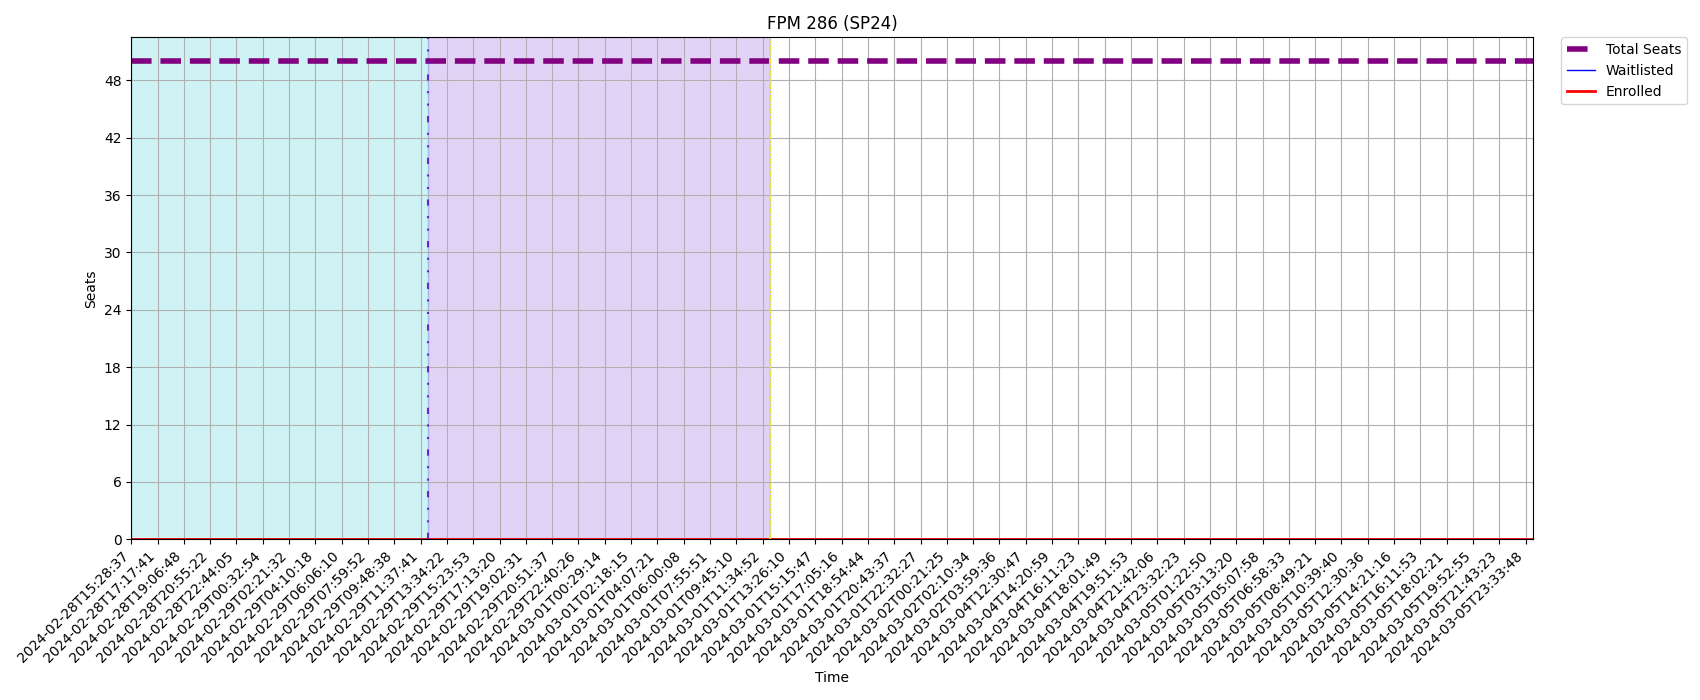 FPM 286 (SP24)
Total Seats
Waitlisted
Enrolled
48
42
36
30
24
18
12
6
0
Seats
2024-02-28T15:28:37
2024-02-28T17:17:41
2024-02-28T19:06:48
2024-02-28T20:55:22
2024-02-28T22:44:05
2024-02-29T00:32:54
2024-02-29T02:21:32
2024-02-29T04:10:18
2024-02-29T06:06:10
2024-02-29T07:59:52
2024-02-29T09:48:38
2024-02-29T11:37:41
2024-02-29T13:34:22
2024-02-29T15:23:53
2024-02-29T17:13:20
2024-02-29T19:02:31
2024-02-29T20:51:37
2024-02-29T22:40:26
2024-03-01T00:29:14
2024-03-01T02:18:15
2024-03-01T04:07:21
2024-03-01T06:00:08
2024-03-01T07:55:51
2024-03-01T09:45:10
2024-03-01T11:34:52
2024-03-01T13:26:10
2024-03-01T15:15:47
2024-03-01T17:05:16
2024-03-01T18:54:44
2024-03-01T20:43:37
2024-03-01T22:32:27
2024-03-02T00:21:25
2024-03-02T02:10:34
2024-03-02T03:59:36
2024-03-04T12:30:47
2024-03-04T14:20:59
2024-03-04T16:11:23
2024-03-04T18:01:49
2024-03-04T19:51:53
2024-03-04T21:42:06
2024-03-04T23:32:23
2024-03-05T01:22:50
2024-03-05T03:13:20
2024-03-05T05:07:58
2024-03-05T06:58:33
2024-03-05T08:49:21
2024-03-05T10:39:40
2024-03-05T12:30:36
2024-03-05T14:21:16
2024-03-05T16:11:53
2024-03-05T18:02:21
2024-03-05T19:52:55
2024-03-05T21:43:23
2024-03-05T23:33:48
Time